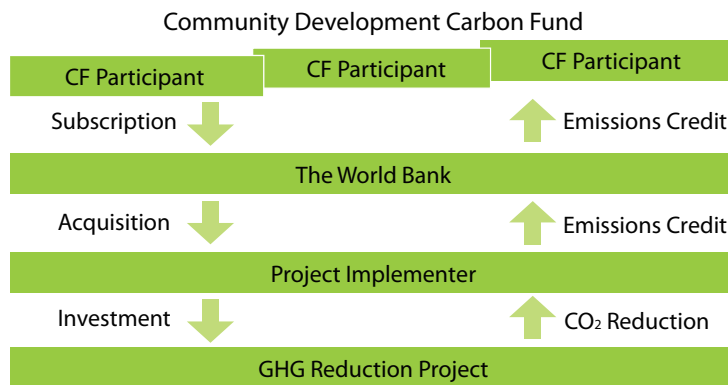 Community Development Carbon Fund
CF Participant
CF Participant
CF Participant
Subscription
Emissions Credit
The World Bank
Acquisition
Emissions Credit
Project Implementer
Investment
CO₂ Reduction
GHG Reduction Project